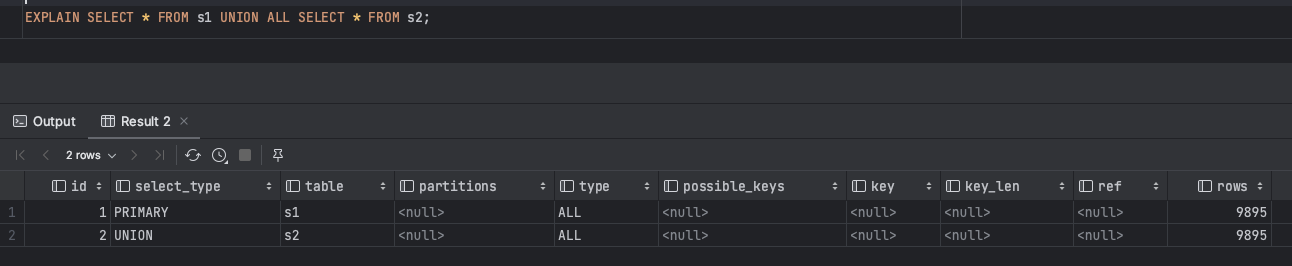 EXPLAIN SELECT * FROM s1 UNION ALL SELECT * FROM s2;
Output Result 2
2 rows
id select_type table partitions type possible_keys key key_len ref rows
1 1 PRIMARY s1 <null> ALL <null> <null> <null> <null> 9895
2 2 UNION s2 <null> ALL <null> <null> <null> <null> 9895